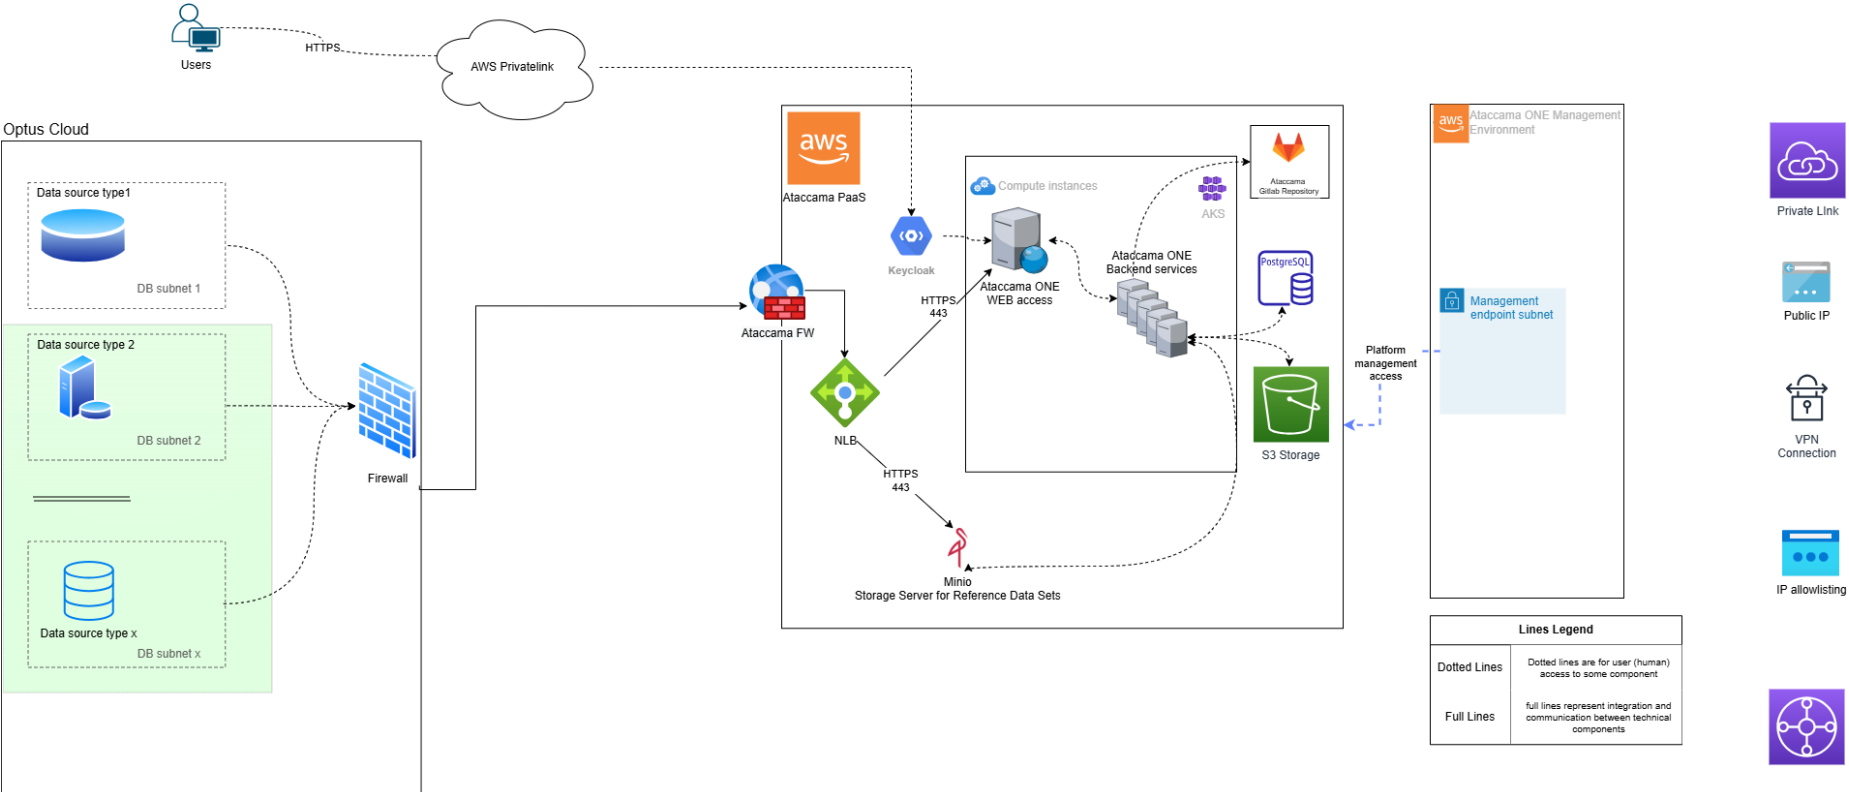 Users
HTTPS
AWS Privatelink
Optus Cloud
Data source type1
DB subnet 1
Data source type 2
DB subnet 2
Data source type x
DB subnet x
Firewall
aws
Ataccama PaaS
Ataccama FW
NLB
Keycloak
Compute instances
AKS
Ataccama ONE
WEB access
Ataccama ONE
Backend services
HTTPS
443
HTTPS
443
Minio
Storage Server for Reference Data Sets
Ataccama
Gitlab Repository
PostgreSQL
S3 Storage
Platform
management
access
aws
Ataccama ONE Management
Environment
Management
endpoint subnet
Lines Legend
Dotted Lines
Dotted lines are for user (human)
access to some component
Full Lines
full lines represent integration and
communication between technical
components
Private LInk
Public IP
VPN
Connection
IP allowlisting